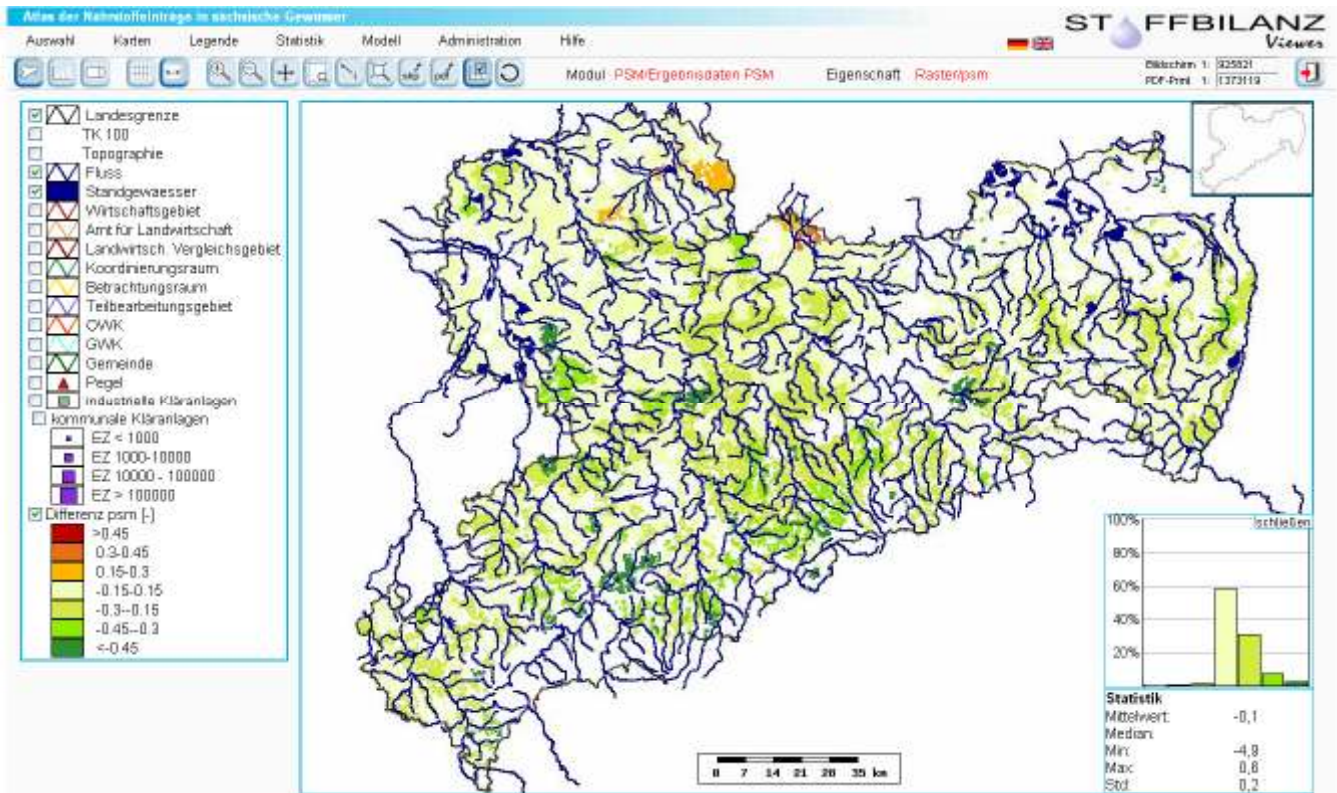 Atlas der Nährstoffeinträge in sächsische Gewässer
STOFFBILANZ
Viewer
Auswahl Karten Legende Statistik Modell Administration Hilfe
Modul PSM/Ergebnisdaten PSM Eigenschaft Raster/psm
Bildschirm 1: 925821
PDF-Print 1: 1373119
Landesgrenze
TK 100
Topographie
Fluss
Standgewaesser
Wirtschaftsgebiet
Amt für Landwirtschaft
Landwirtsch. Vergleichsgebiet
Koordinierungsraum
Betrachtungsraum
Teilbearbeitungsgebiet
OWK
GWK
Gemeinde
Pegel
industrielle Kläranlagen
kommunale Kläranlagen
EZ < 1000
EZ 1000-10000
EZ 10000 - 100000
EZ > 100000
Differenz psm [-]
>0.45
0.3-0.45
0.15-0.3
-0.15-0.15
-0.3--0.15
-0.45--0.3
<-0.45
100% schließen
80%
60%
40%
20%
Statistik
Mittelwert: -0,1
Median:
Min: -4,9
Max: 0,6
Std: 0,2
0 7 14 21 28 35 km